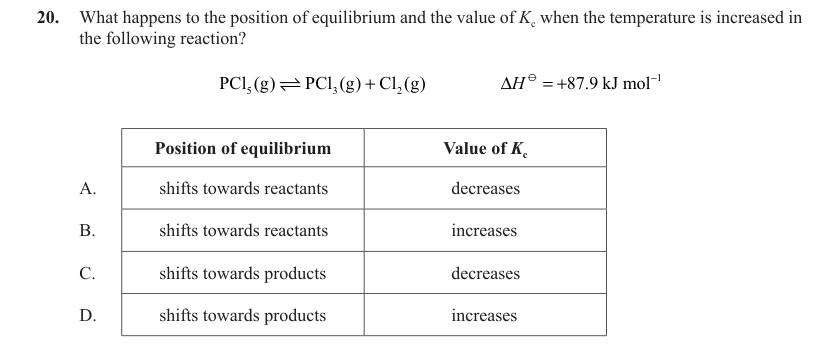 20. What happens to the position of equilibrium and the value of Kc when the temperature is increased in
the following reaction?
PCl₅(g) ⇌ PCl₃(g) + Cl₂(g) ΔH⊖ = +87.9 kJ mol⁻¹
Position of equilibrium Value of Kc
A. shifts towards reactants decreases
B. shifts towards reactants increases
C. shifts towards products decreases
D. shifts towards products increases